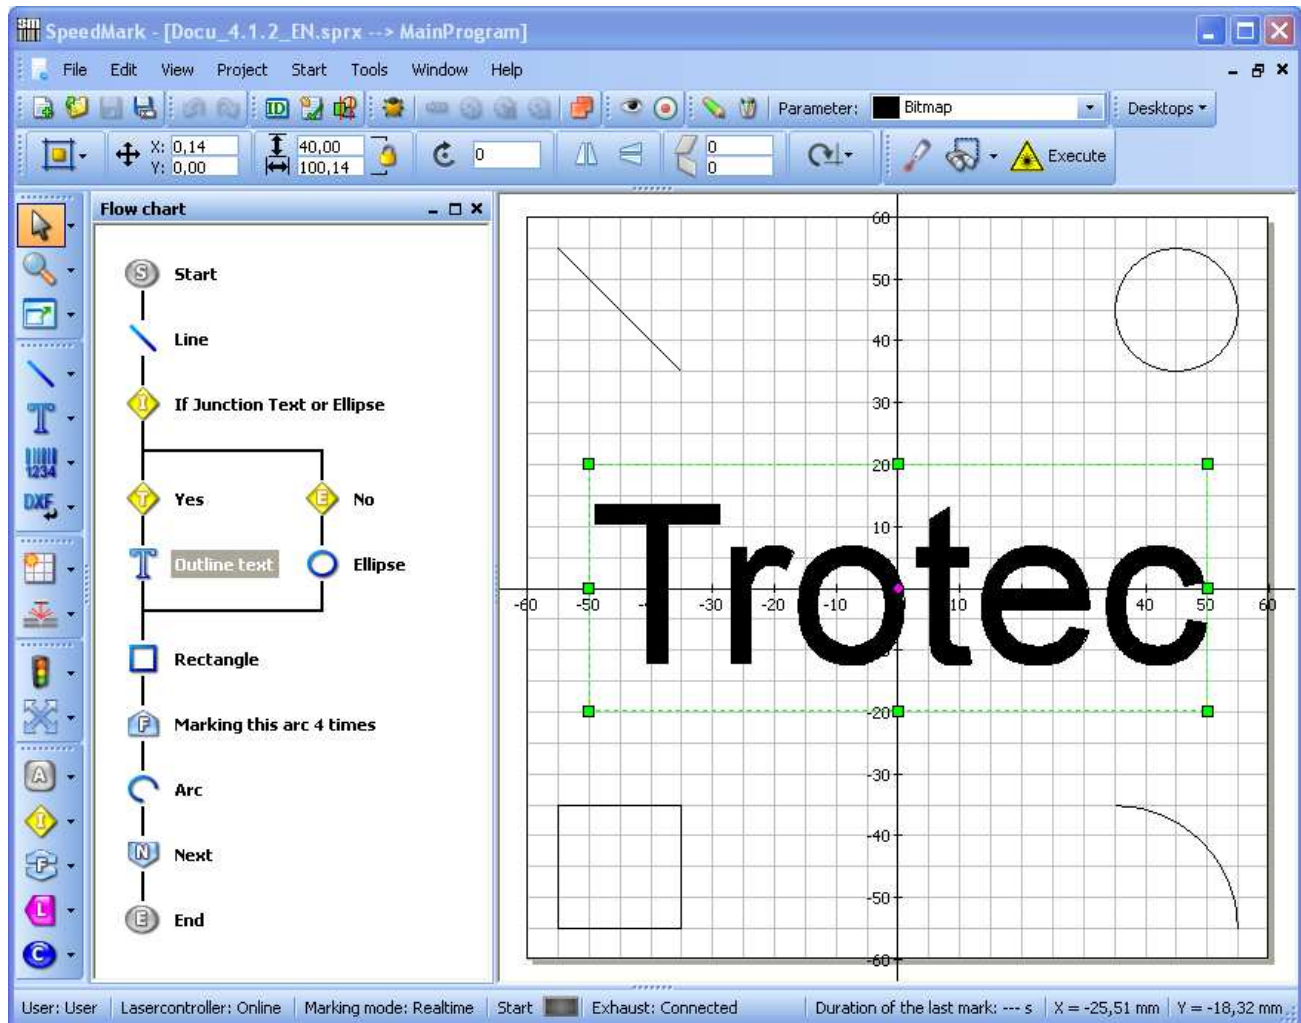 SpeedMark - [Docu_4.1.2_EN.sprx --> MainProgram]
File Edit View Project Start Tools Window Help
ID Parameter: Bitmap Desktops
X: 0,14 40,00 0 0 Execute
Y: 0,00 100,14 0
Flow chart
S Start
Line
I If Junction Text or Ellipse
T Yes E No
T Outline text Ellipse
Rectangle
F Marking this arc 4 times
Arc
N Next
E End
T
1234
DXF
A
I
F
L
C
60
50
40
30
20
10
Trotec
-60 -50 -30 -20 -10 0 10 40 50 60
-20
-30
-40
-50
-60
User: User Lasercontroller: Online Marking mode: Realtime Start Exhaust: Connected Duration of the last mark: --- s X = -25,51 mm Y = -18,32 mm